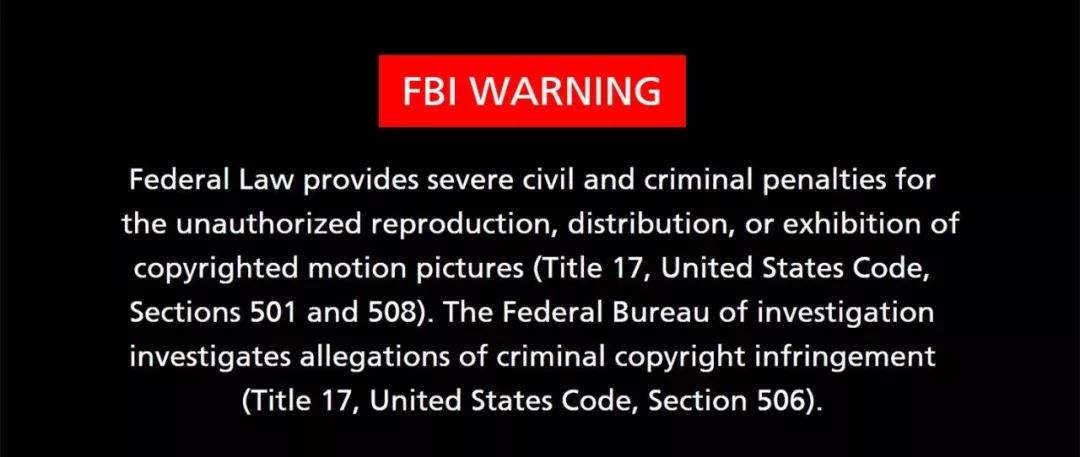 FBI WARNING
Federal Law provides severe civil and criminal penalties for
the unauthorized reproduction, distribution, or exhibition of
copyrighted motion pictures (Title 17, United States Code,
Sections 501 and 508). The Federal Bureau of investigation
investigates allegations of criminal copyright infringement
(Title 17, United States Code, Section 506).